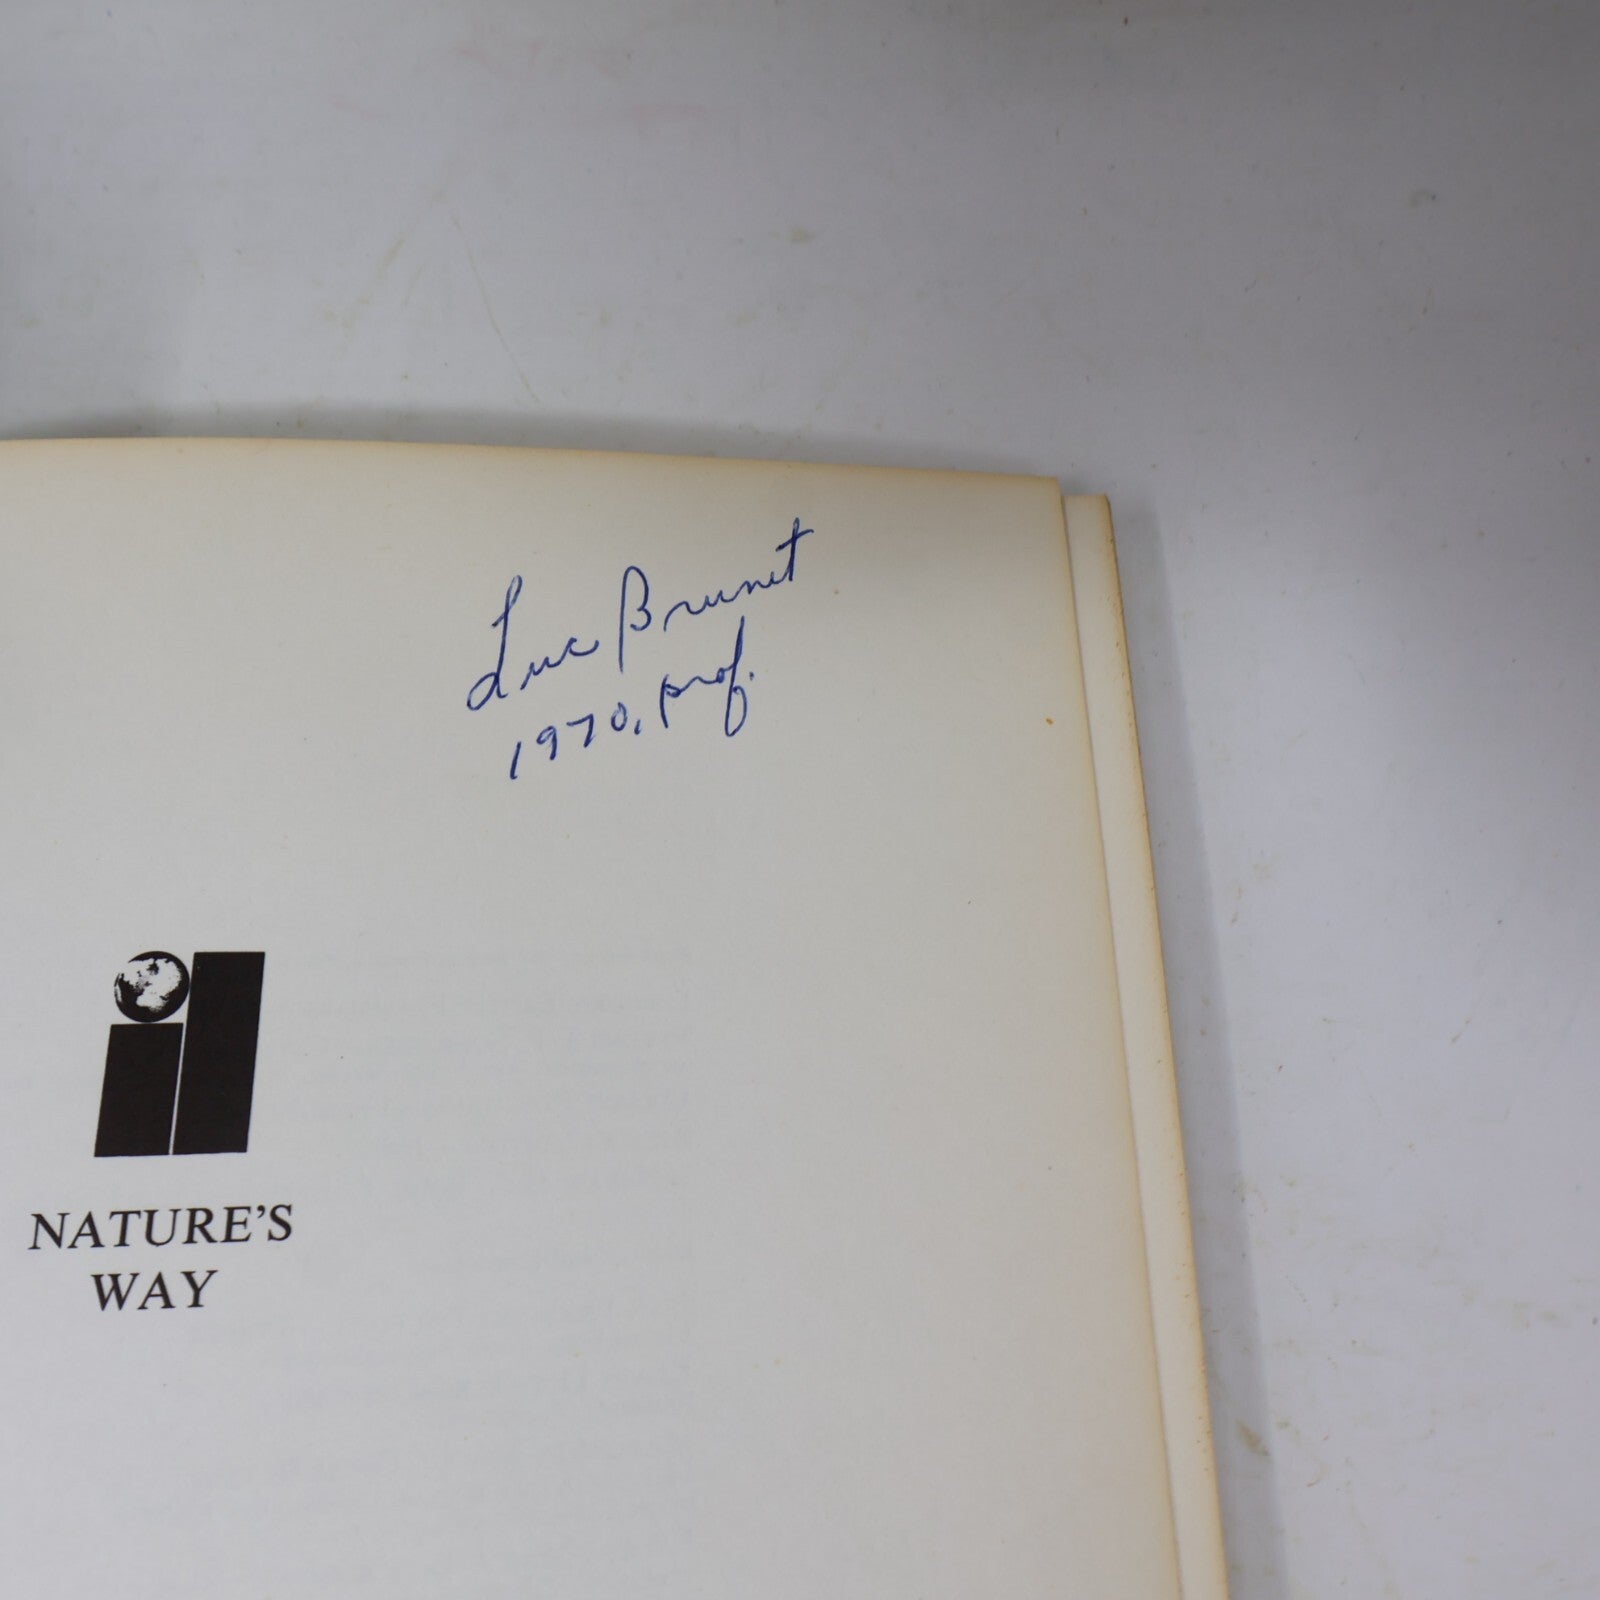 Luc Brunet
1970, prof.
NATURE'S
WAY